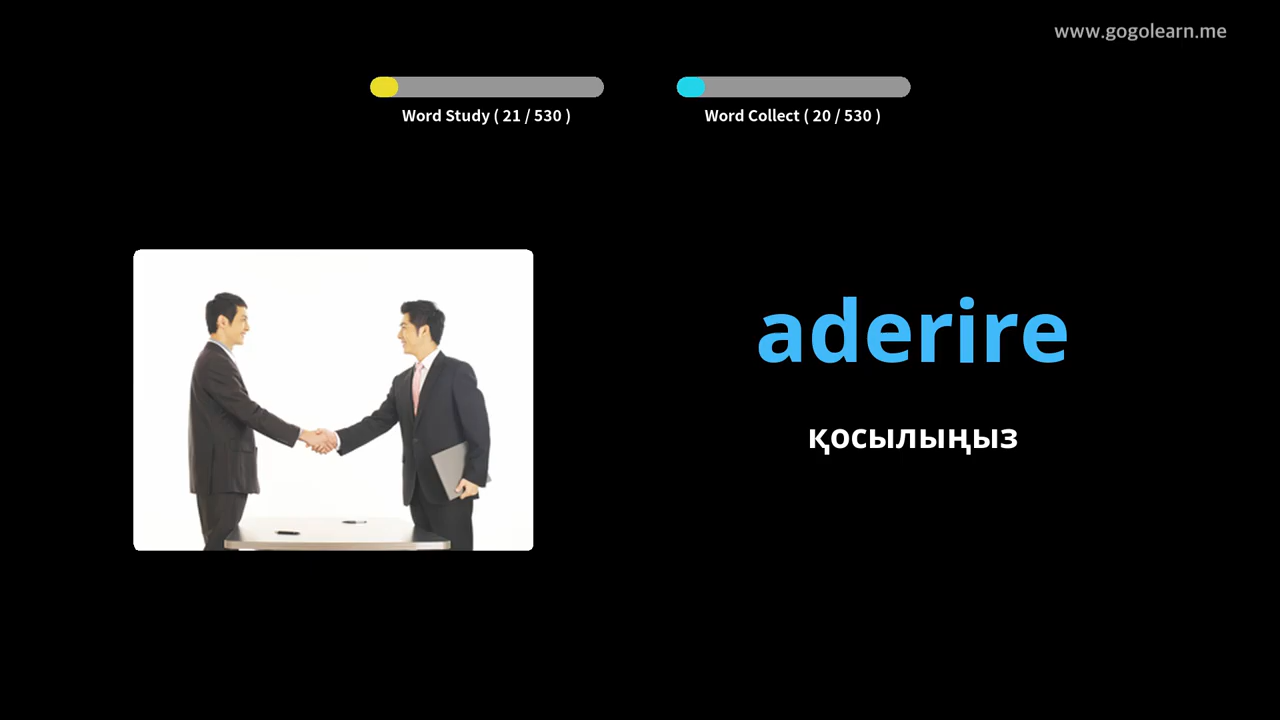 www.gogolearn.me
Word Study ( 21 / 530 )
Word Collect ( 20 / 530 )
aderire
қосылыңыз